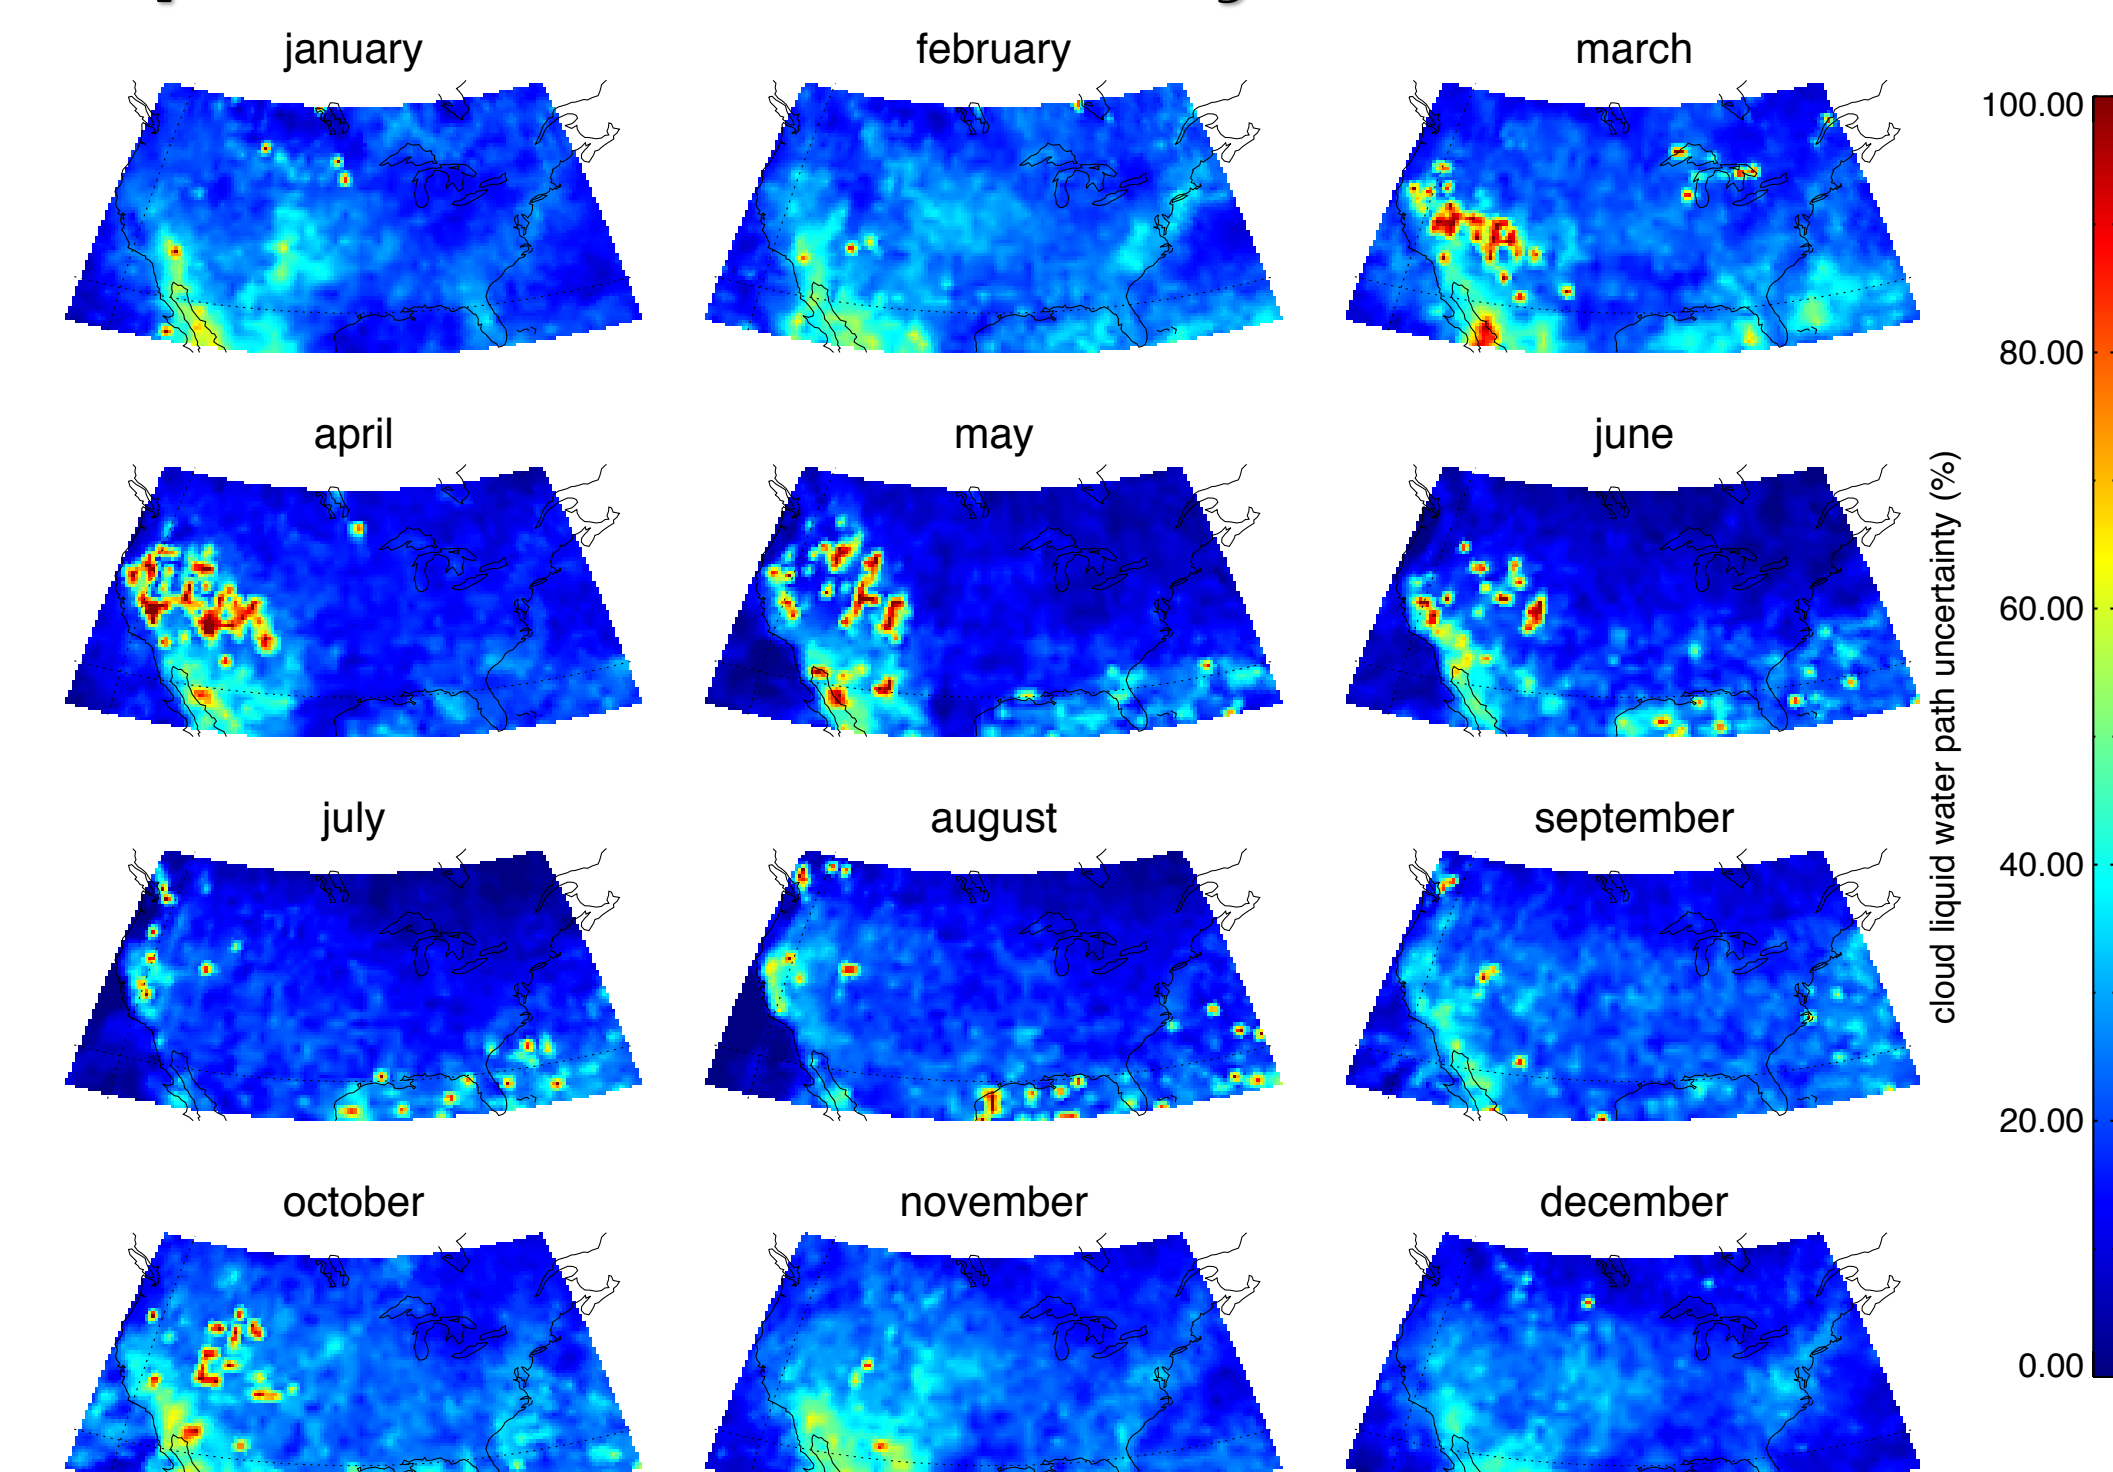 january
february
march
april
may
june
july
august
september
october
november
december
100.00
80.00
60.00
40.00
20.00
0.00
cloud liquid water path uncertainty (%)